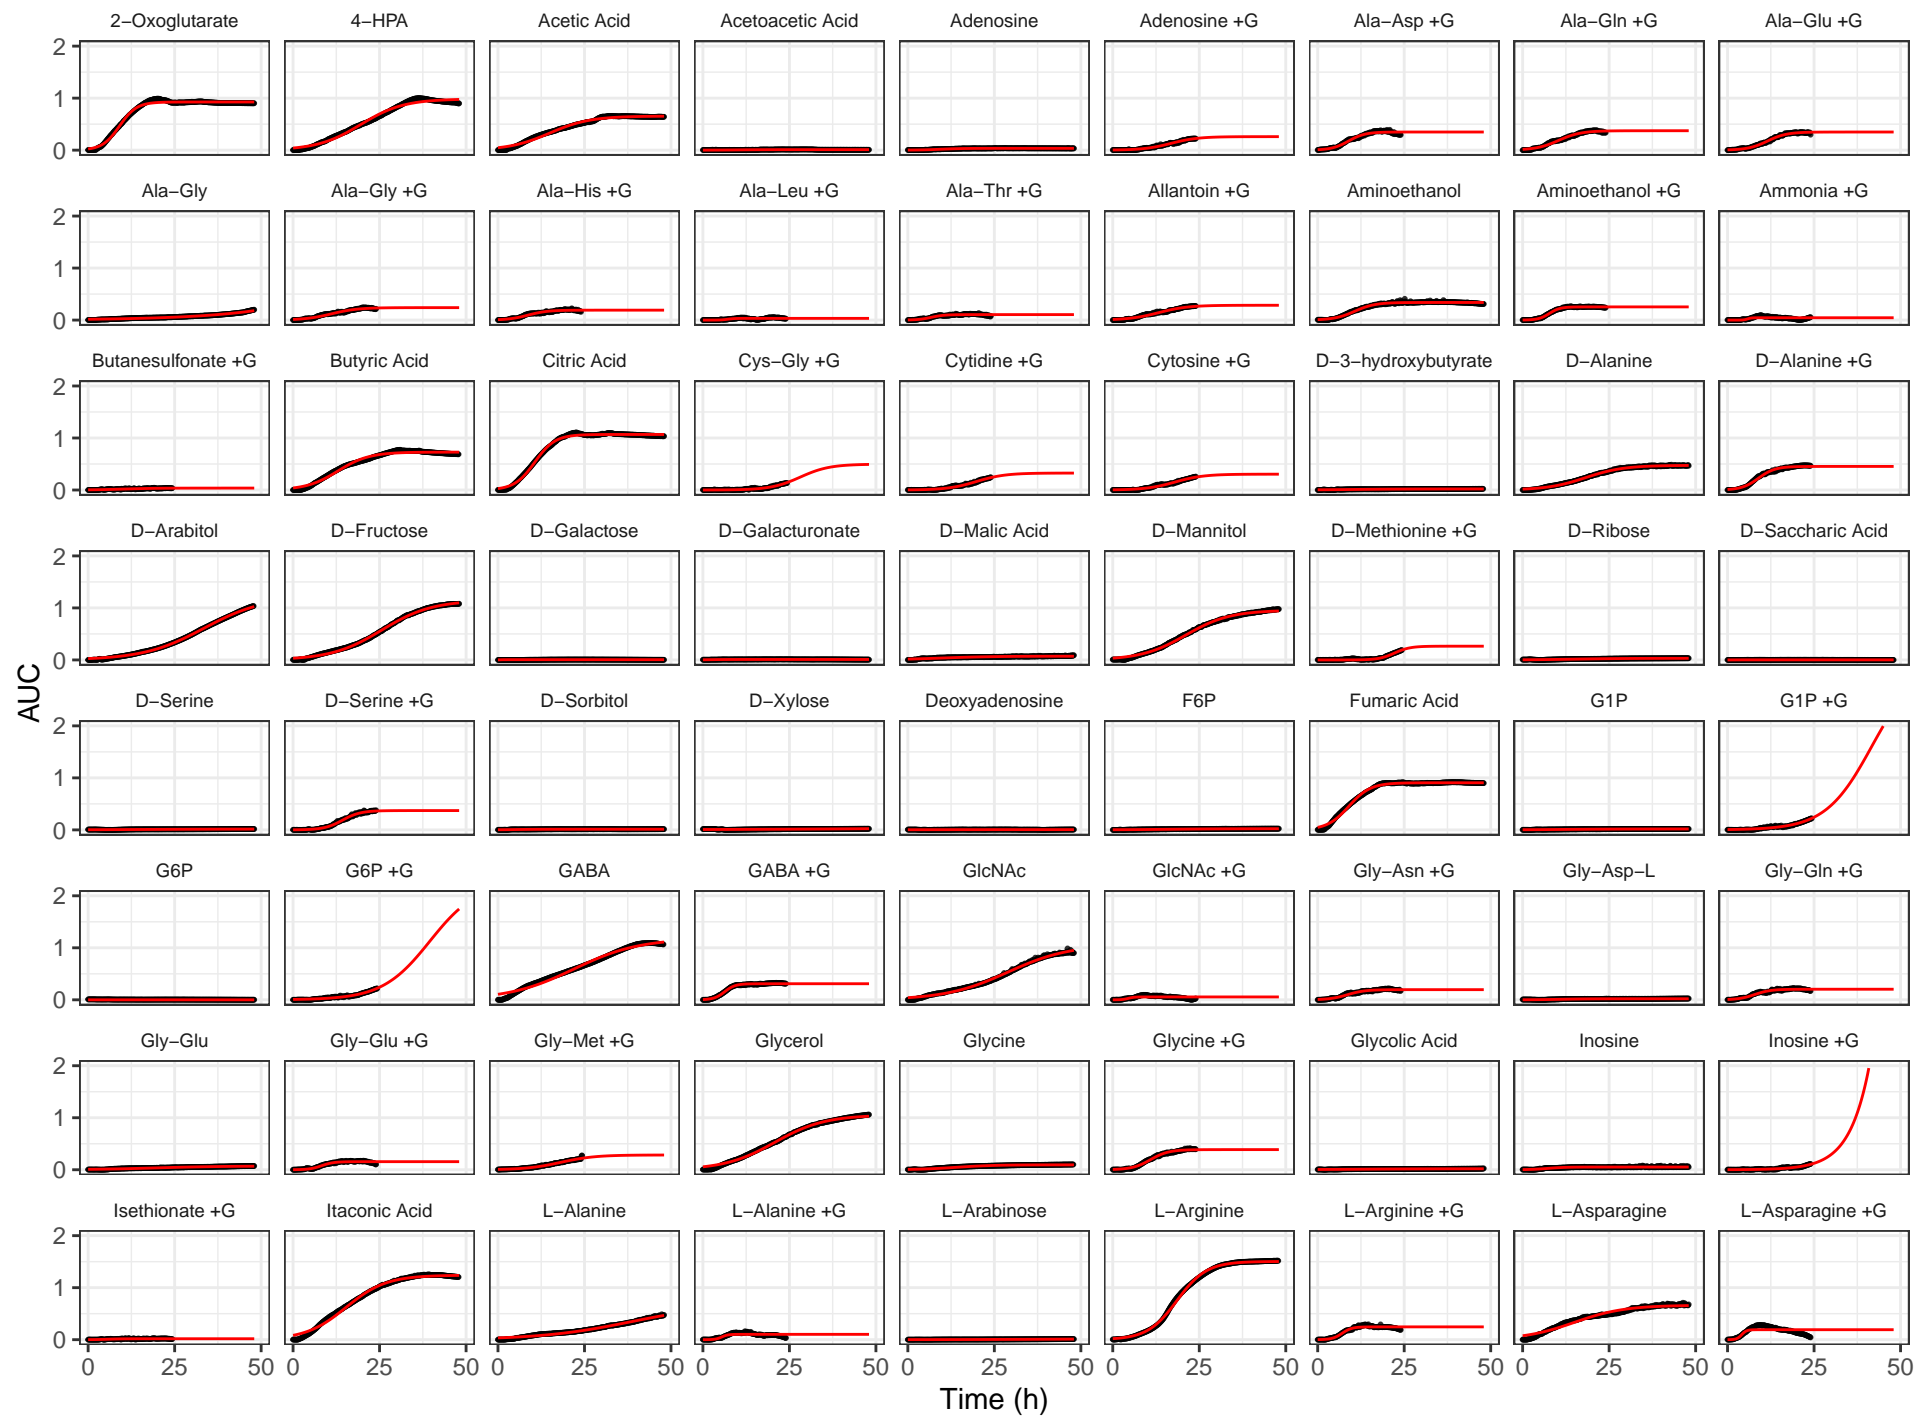 2−Oxoglutarate 4−HPA Acetic Acid Acetoacetic Acid Adenosine Adenosine +G Ala−Asp +G Ala−Gln +G Ala−Glu +G
2
1
0
Ala−Gly Ala−Gly +G Ala−His +G Ala−Leu +G Ala−Thr +G Allantoin +G Aminoethanol Aminoethanol +G Ammonia +G
2
1
0
Butanesulfonate +G Butyric Acid Citric Acid Cys−Gly +G Cytidine +G Cytosine +G D−3−hydroxybutyrate D−Alanine D−Alanine +G
2
1
0
D−Arabitol D−Fructose D−Galactose D−Galacturonate D−Malic Acid D−Mannitol D−Methionine +G D−Ribose D−Saccharic Acid
2
1
0
AUC
D−Serine D−Serine +G D−Sorbitol D−Xylose Deoxyadenosine F6P Fumaric Acid G1P G1P +G
2
1
0
G6P G6P +G GABA GABA +G GlcNAc GlcNAc +G Gly−Asn +G Gly−Asp−L Gly−Gln +G
2
1
0
Gly−Glu Gly−Glu +G Gly−Met +G Glycerol Glycine Glycine +G Glycolic Acid Inosine Inosine +G
2
1
0
Isethionate +G Itaconic Acid L−Alanine L−Alanine +G L−Arabinose L−Arginine L−Arginine +G L−Asparagine L−Asparagine +G
2
1
0
0 25 50 0 25 50 0 25 50 0 25 50 0 25 50 0 25 50 0 25 50 0 25 50 0 25 50
Time (h)